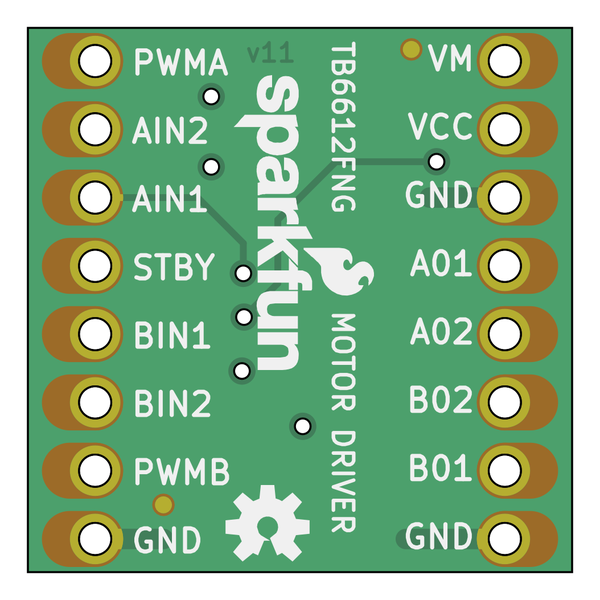 PWMA
AIN2
AIN1
STBY
BIN1
BIN2
PWMB
GND
v11
sparkfun
TB6612FNG
MOTOR DRIVER
VM
VCC
GND
A01
A02
B02
B01
GND